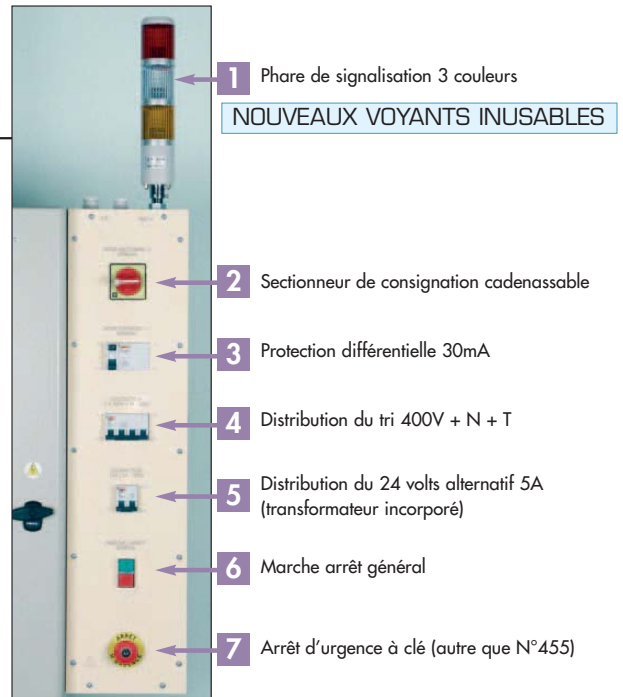 1 Phare de signalisation 3 couleurs
NOUVEAUX VOYANTS INUSABLES
2 Sectionneur de consignation cadenassable
3 Protection différentielle 30mA
4 Distribution du tri 400V + N + T
5 Distribution du 24 volts alternatif 5A
(transformateur incorporé)
6 Marche arrêt général
ARRET
7 Arrêt d'urgence à clé (autre que N°455)